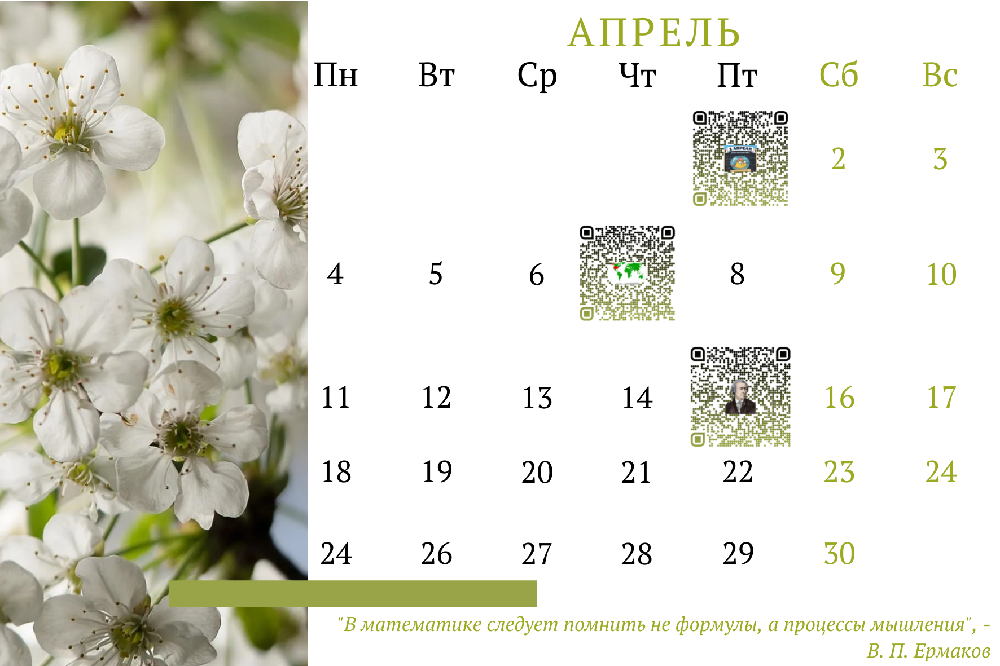 АПРЕЛЬ
Пн Вт Ср Чт Пт Сб Вс
1 АПРЕЛЯ
2 3
4 5 6 8 9 10
11 12 13 14 16 17
18 19 20 21 22 23 24
24 26 27 28 29 30
"В математике следует помнить не формулы, а процессы мышления", -
В. П. Ермаков